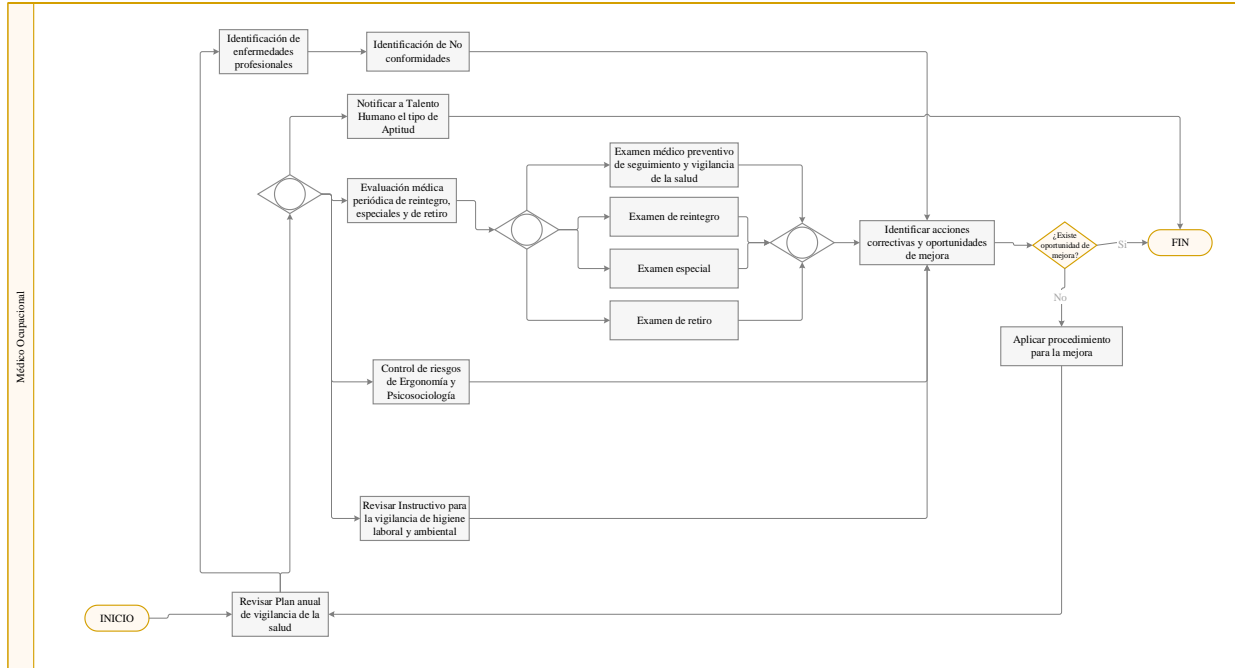 Médico Ocupacional
Identificación de
enfermedades
profesionales
Identificación de No
conformidades
Notificar a Talento
Humano el tipo de
Aptitud
Evaluación médica
periódica de reintegro,
especiales y de retiro
Examen médico preventivo
de seguimiento y vigilancia
de la salud
Examen de reintegro
Examen especial
Examen de retiro
Identificar acciones
correctivas y oportunidades
de mejora
¿Existe
oportunidad de
mejora?
Si
FIN
No
Aplicar procedimiento
para la mejora
Control de riesgos
de Ergonomía y
Psicosociología
Revisar Instructivo para
la vigilancia de higiene
laboral y ambiental
INICIO
Revisar Plan anual
de vigilancia de la
salud